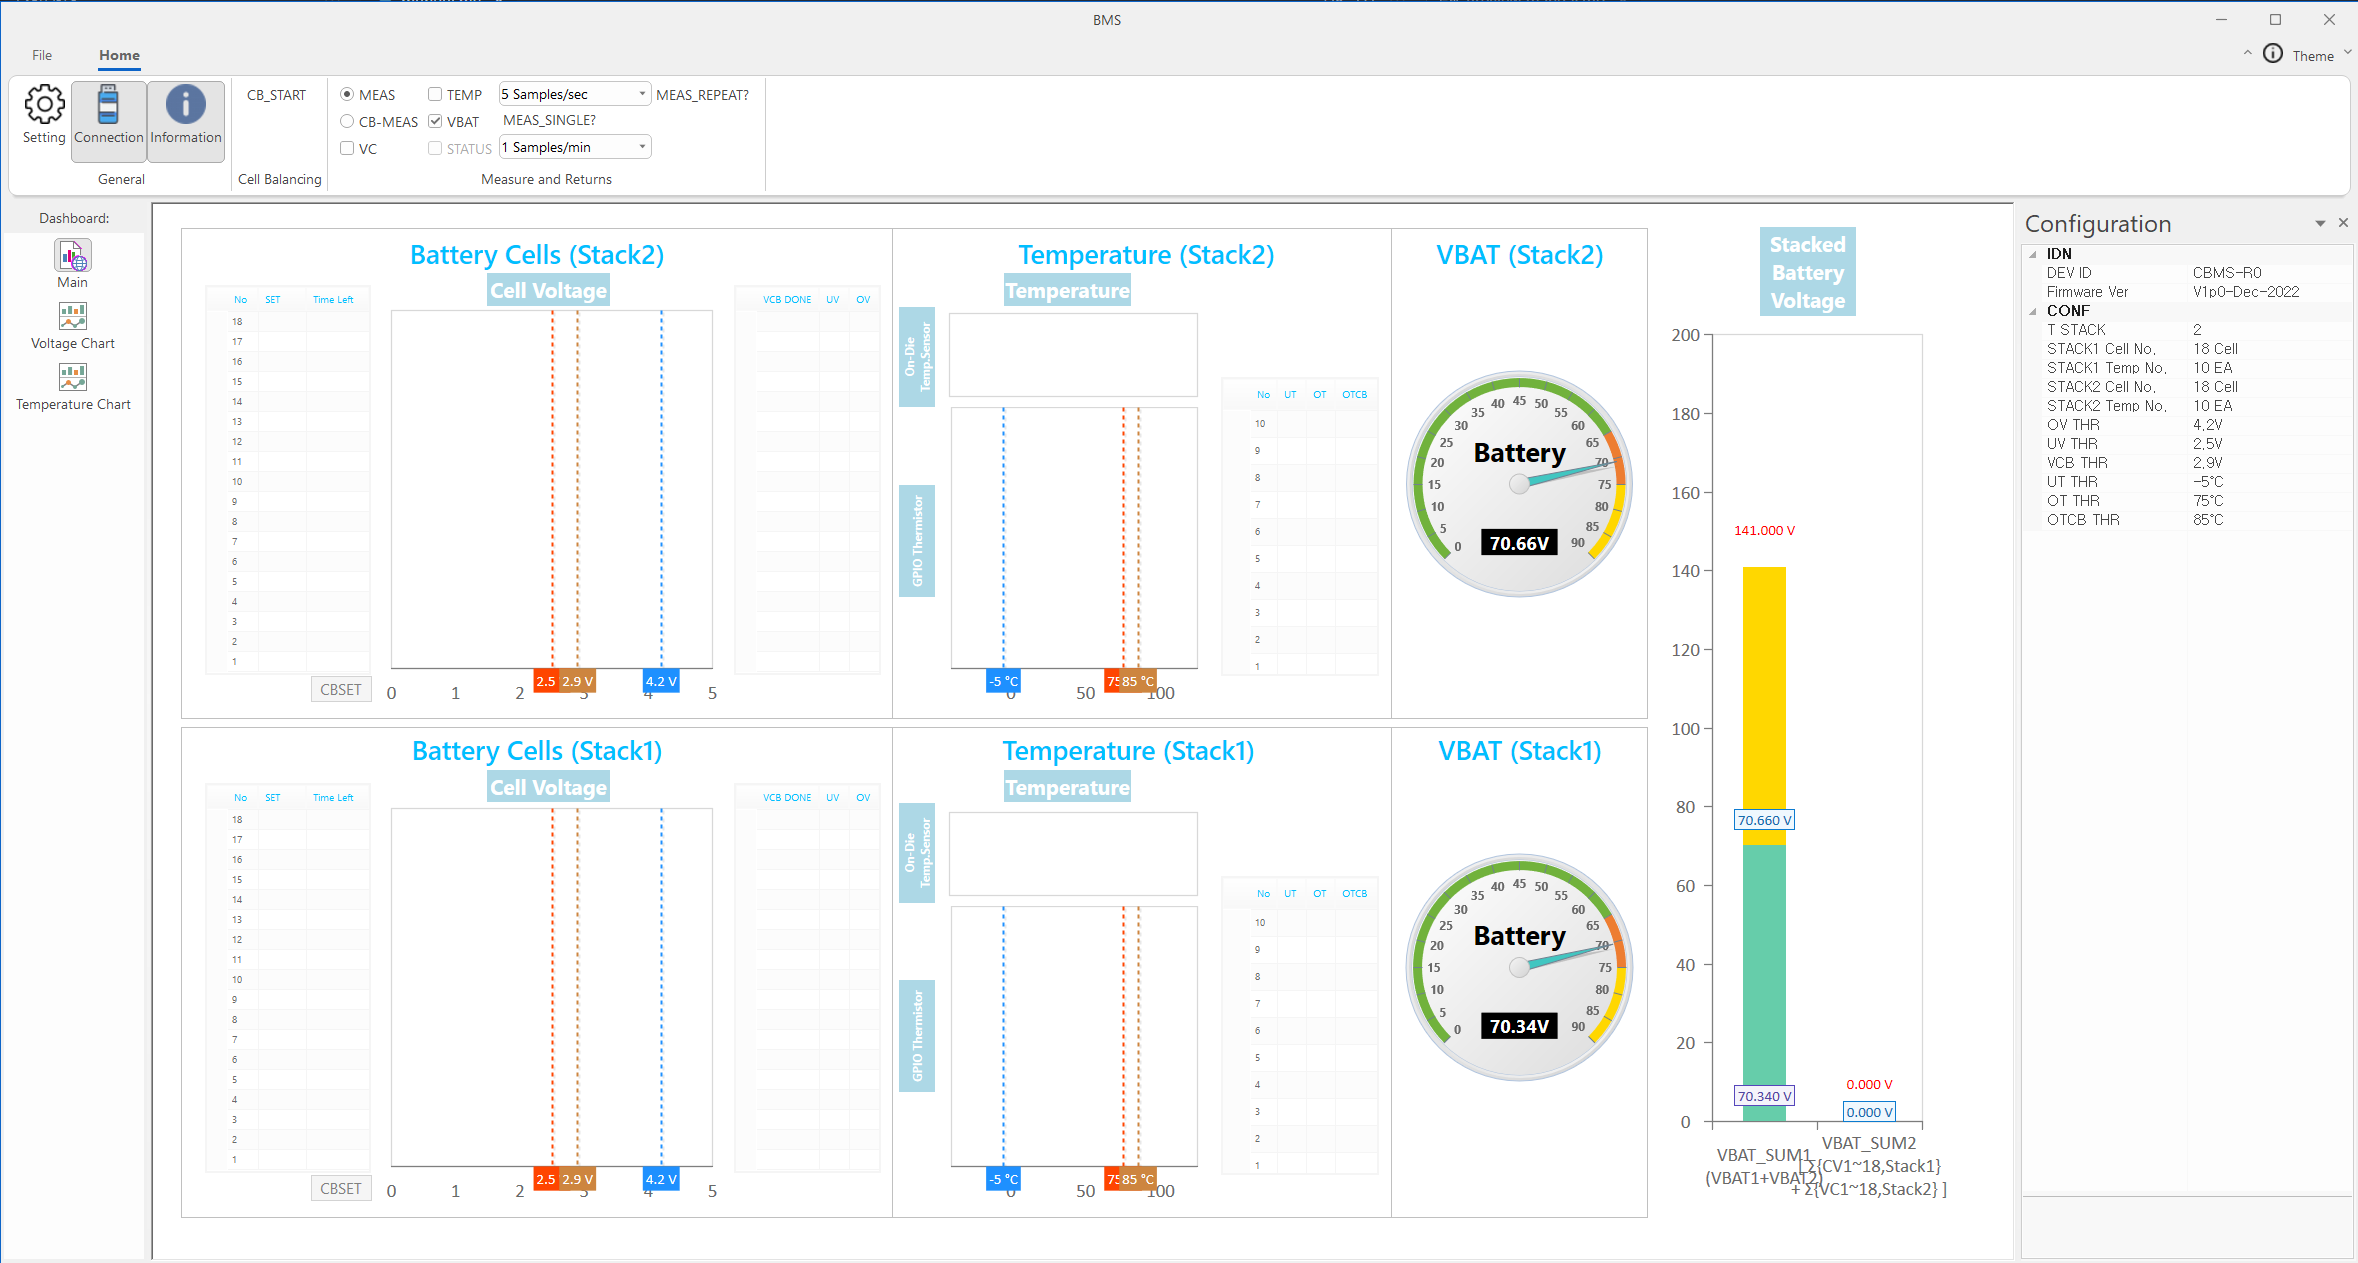 BMS
File
Home
Theme
Setting
Connection
Information
General
CB_START
Cell Balancing
MEAS
TEMP
5 Samples/sec
MEAS_REPEAT?
CB-MEAS
VBAT
MEAS_SINGLE?
VC
STATUS
1 Samples/min
Measure and Returns
Dashboard:
Main
Voltage Chart
Temperature Chart
Battery Cells (Stack2)
Cell Voltage
No SET Time Left
18
17
16
15
14
13
12
11
10
9
8
7
6
5
4
3
2
1
CBSET
0 1 2 3 4 5
2.5
2.9 V
4.2 V
VCB DONE UV OV
Temperature (Stack2)
Temperature
On-Die
Temp.Sensor
GPIO Thermistor
-5 °C
75
85 °C
0 50 100
No UT OT OTCB
10
9
8
7
6
5
4
3
2
1
VBAT (Stack2)
0 5 10 15 20 25 30 35 40 45 50 55 60 65 70 75 80 85 90
Battery
70.66V
Battery Cells (Stack1)
Cell Voltage
No SET Time Left
18
17
16
15
14
13
12
11
10
9
8
7
6
5
4
3
2
1
CBSET
0 1 2 3 4 5
2.5
2.9 V
4.2 V
VCB DONE UV OV
Temperature (Stack1)
Temperature
On-Die
Temp.Sensor
GPIO Thermistor
-5 °C
75
85 °C
0 50 100
No UT OT OTCB
10
9
8
7
6
5
4
3
2
1
VBAT (Stack1)
0 5 10 15 20 25 30 35 40 45 50 55 60 65 70 75 80 85 90
Battery
70.34V
Stacked
Battery
Voltage
200
180
160
140
120
100
80
60
40
20
0
141.000 V
70.660 V
70.340 V
0.000 V
0.000 V
VBAT_SUM1
(VBAT1+VBAT2)
VBAT_SUM2
[ Σ{CV1~18,Stack1}
+ Σ{VC1~18,Stack2} ]
Configuration
IDN
DEV ID CBMS-R0
Firmware Ver V1p0-Dec-2022
CONF
T STACK 2
STACK1 Cell No. 18 Cell
STACK1 Temp No. 10 EA
STACK2 Cell No. 18 Cell
STACK2 Temp No. 10 EA
OV THR 4.2V
UV THR 2.5V
VCB THR 2.9V
UT THR -5°C
OT THR 75°C
OTCB THR 85°C